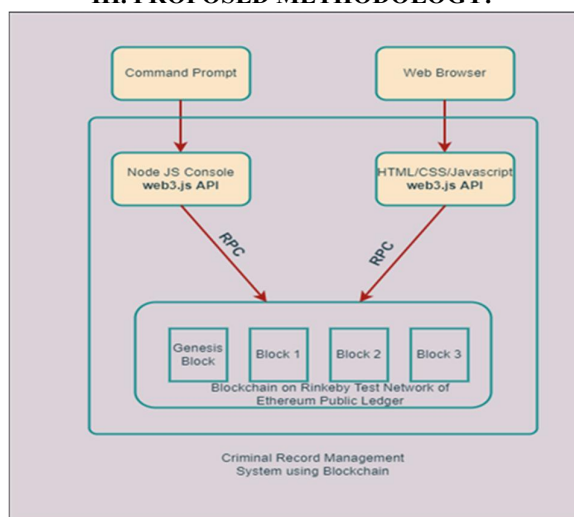 III. PROPOSED METHODOLOGY:
Command Prompt
Web Browser
Node JS Console
web3.js API
HTML/CSS/Javascript
web3.js API
RPC
RPC
Genesis
Block
Block 1
Block 2
Block 3
Blockchain on Rinkeby Test Network of
Ethereum Public Ledger
Criminal Record Management
System using Blockchain